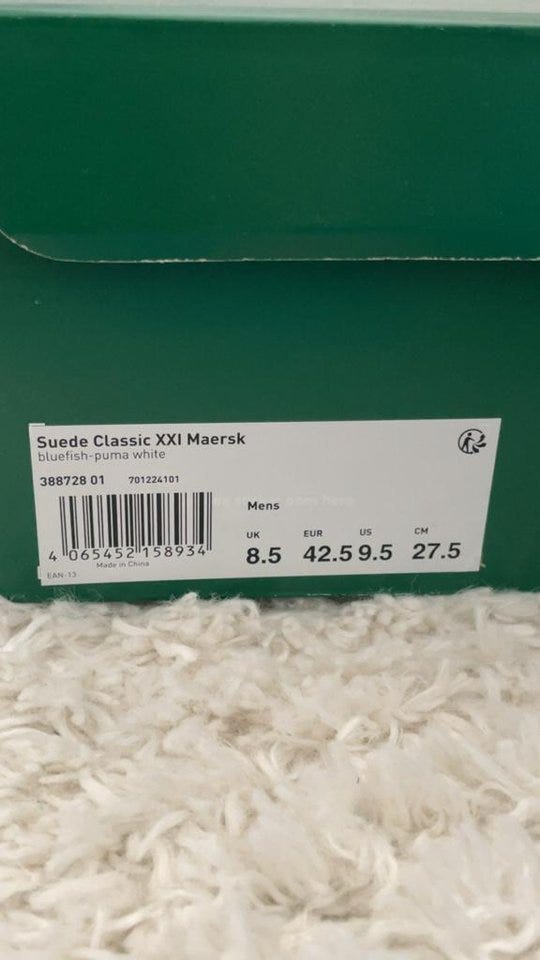 Suede Classic XXI Maersk
bluefish-puma white
388728 01 701224101
Mens
UK EUR US CM
8.5 42.5 9.5 27.5
4 065452 158934
Made in China
EAN-13